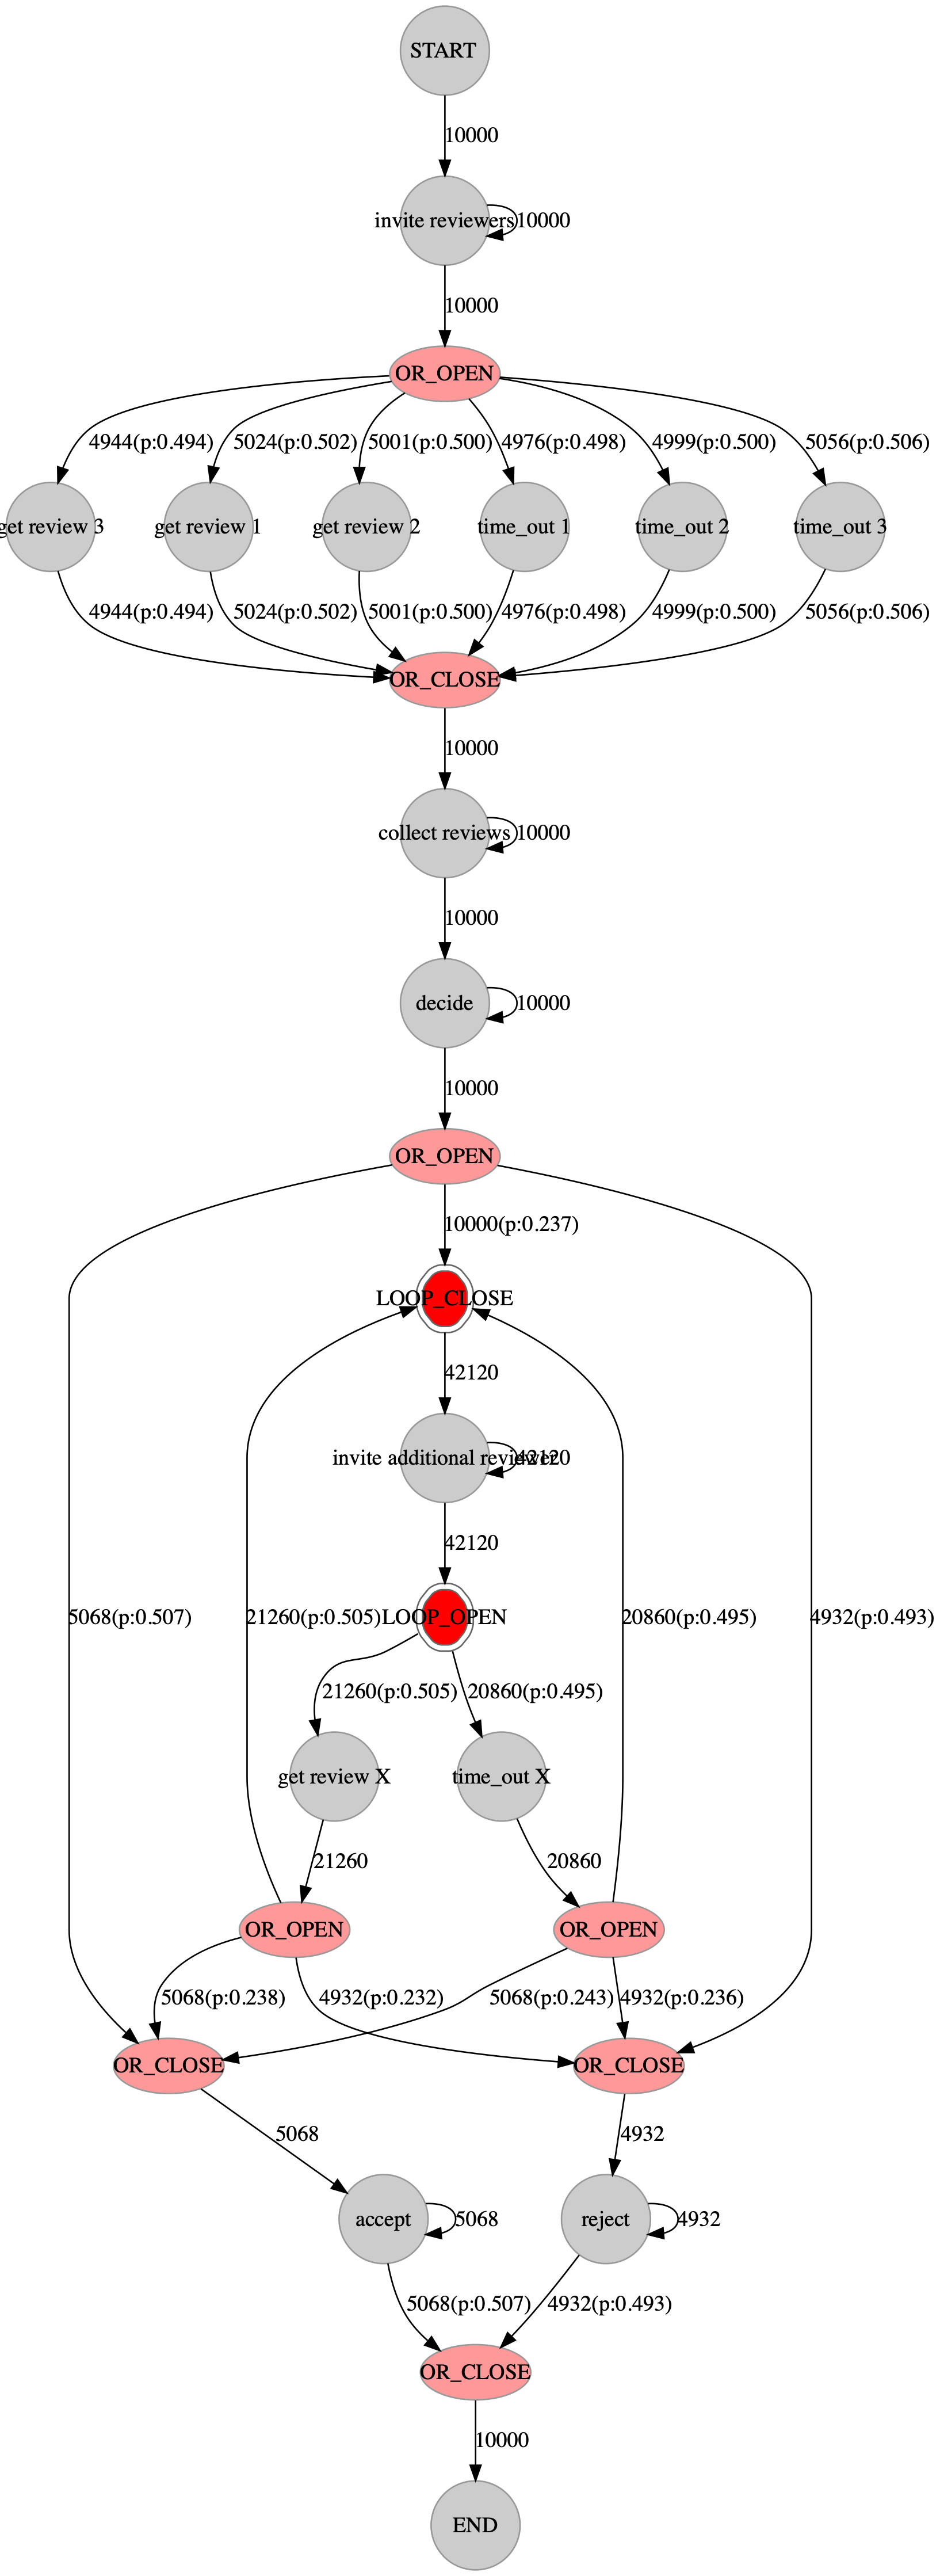 START
10000
invite reviewers
10000
10000
OR_OPEN
4944(p:0.494)
5024(p:0.502)
5001(p:0.500)
4976(p:0.498)
4999(p:0.500)
5056(p:0.506)
get review 3
get review 1
get review 2
time_out 1
time_out 2
time_out 3
4944(p:0.494)
5024(p:0.502)
5001(p:0.500)
4976(p:0.498)
4999(p:0.500)
5056(p:0.506)
OR_CLOSE
10000
collect reviews
10000
10000
decide
10000
10000
OR_OPEN
10000(p:0.237)
LOOP_CLOSE
42120
invite additional reviewer
42120
42120
5068(p:0.507)
21260(p:0.505)
LOOP_OPEN
20860(p:0.495)
4932(p:0.493)
21260(p:0.505)
20860(p:0.495)
get review X
time_out X
21260
20860
OR_OPEN
OR_OPEN
5068(p:0.238)
4932(p:0.232)
5068(p:0.243)
4932(p:0.236)
OR_CLOSE
OR_CLOSE
5068
4932
accept
5068
reject
4932
5068(p:0.507)
4932(p:0.493)
OR_CLOSE
10000
END